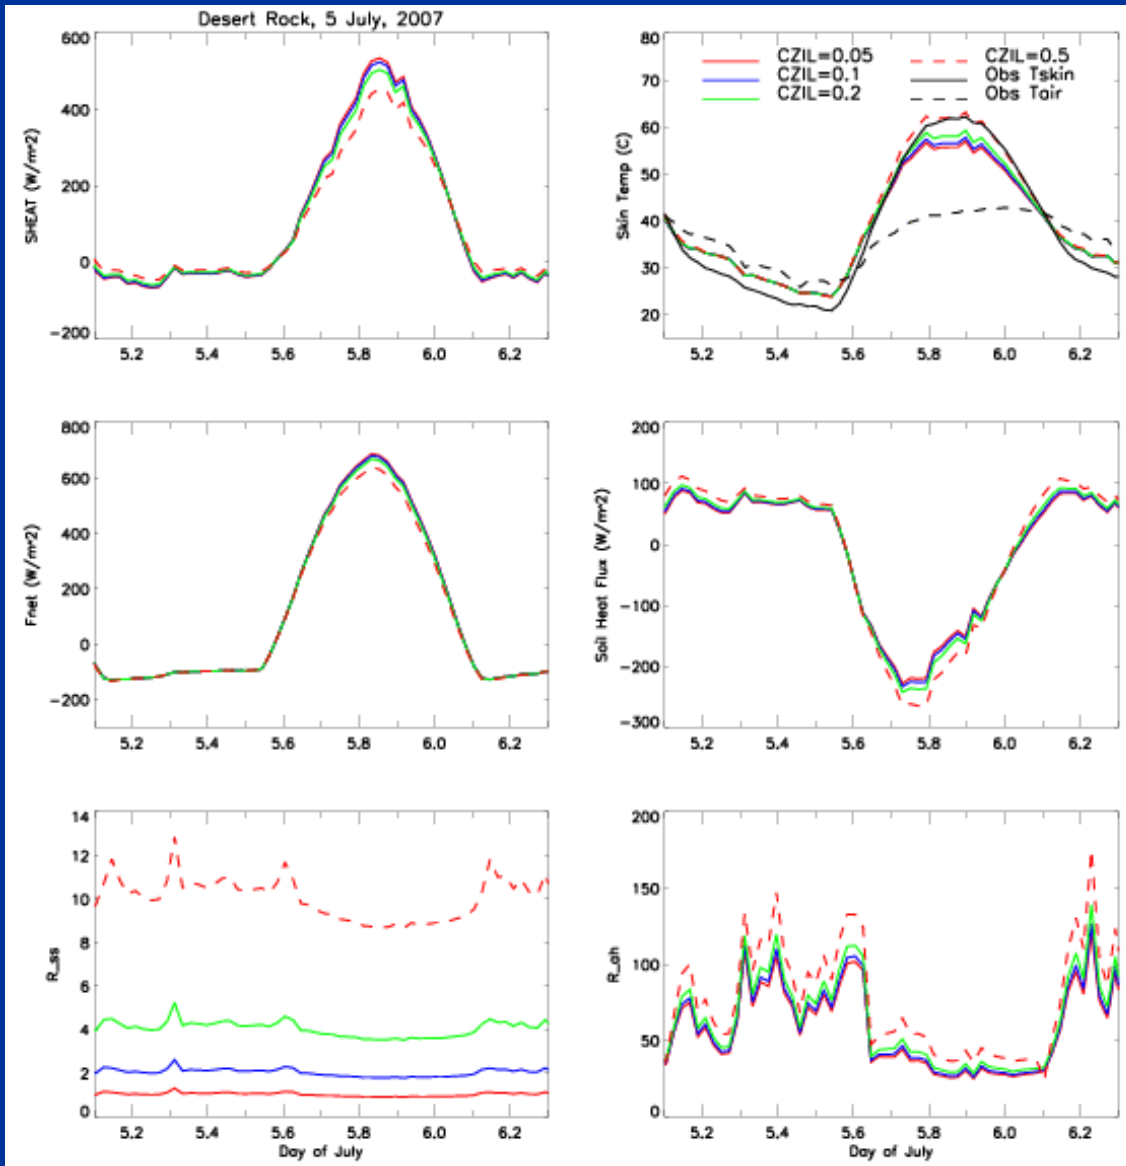 Desert Rock, 5 July, 2007
600
400
200
0
−200
SHEAT (W/m^2)
5.2 5.4 5.6 5.8 6.0 6.2
80
70
60
50
40
30
20
Skin Temp (C)
CZIL=0.05
CZIL=0.1
CZIL=0.2
CZIL=0.5
Obs Tskin
Obs Tair
5.2 5.4 5.6 5.8 6.0 6.2
800
600
400
200
0
−200
Fnet (W/m^2)
5.2 5.4 5.6 5.8 6.0 6.2
200
100
0
−100
−200
−300
Soil Heat Flux (W/m^2)
5.2 5.4 5.6 5.8 6.0 6.2
14
12
10
8
6
4
2
0
R_ss
5.2 5.4 5.6 5.8 6.0 6.2
Day of July
200
150
100
50
0
R_ah
5.2 5.4 5.6 5.8 6.0 6.2
Day of July